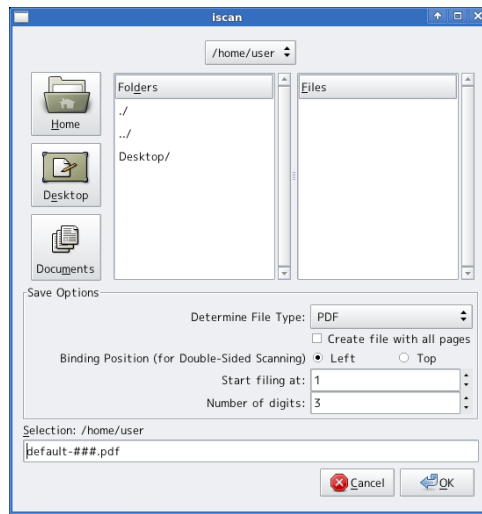 iscan
/home/user
Home
Desktop
Documents
Folders
./
../
Desktop/
Files
Save Options
Determine File Type: PDF
Create file with all pages
Binding Position (for Double-Sided Scanning) Left Top
Start filing at: 1
Number of digits: 3
Selection: /home/user
default-###.pdf
Cancel OK